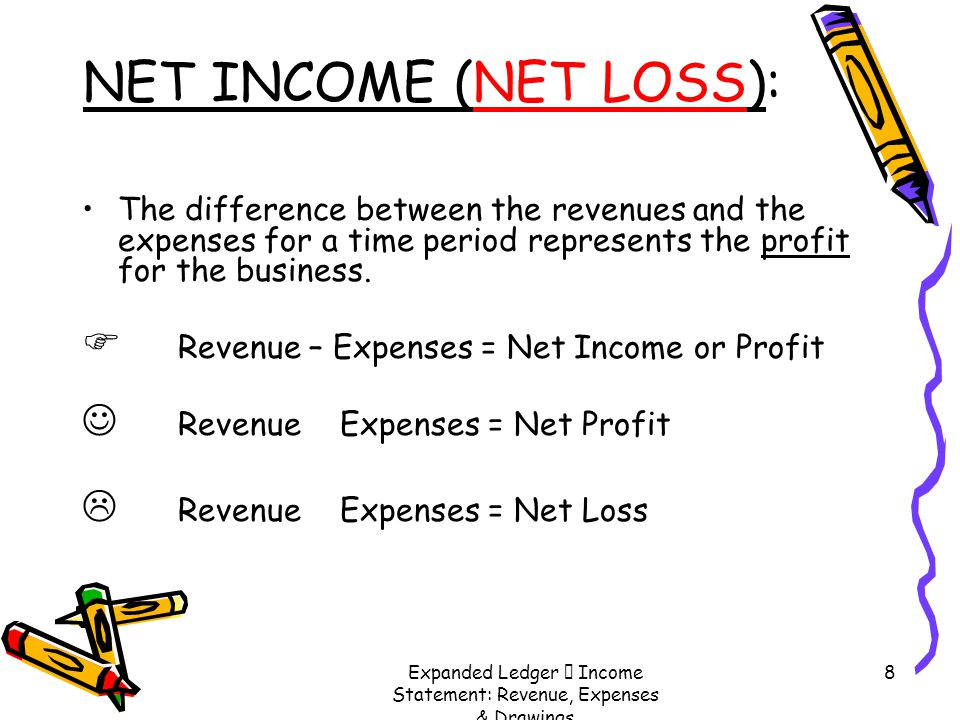 NET INCOME (NET LOSS):
• The difference between the revenues and the
expenses for a time period represents the profit
for the business.
☞ Revenue – Expenses = Net Income or Profit
☺ Revenue Expenses = Net Profit
☹ Revenue Expenses = Net Loss
Expanded Ledger  Income
Statement: Revenue, Expenses
& Drawings
8